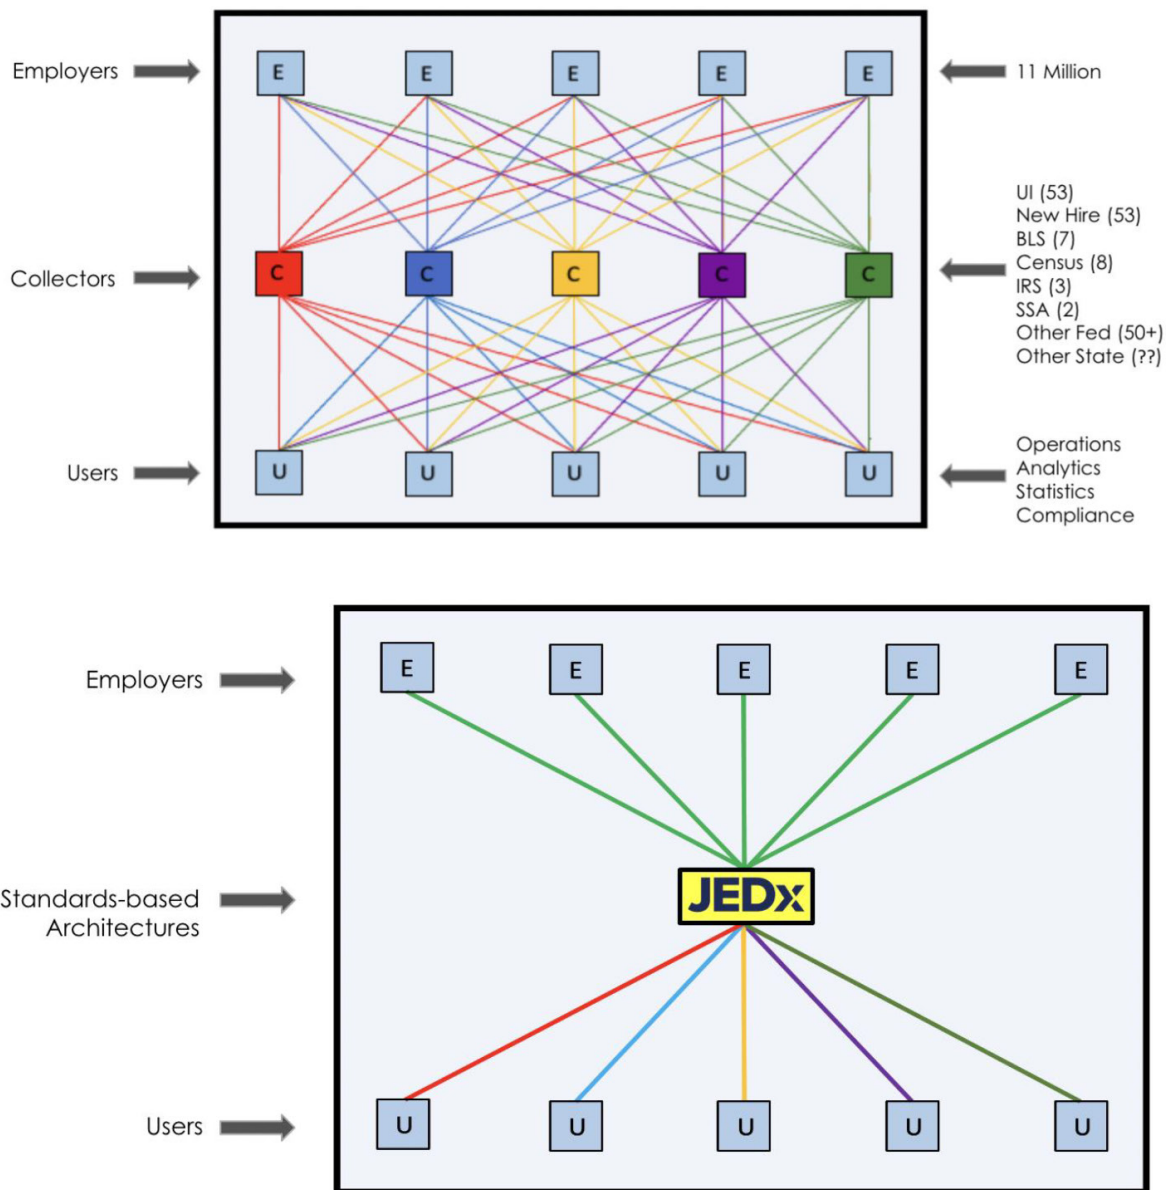 E E E E E
Employers
11 Million
UI (53)
New Hire (53)
BLS (7)
Census (8)
IRS (3)
SSA (2)
Other Fed (50+)
Other State (??)
Collectors
C C C C C
Users
U U U U U
Operations
Analytics
Statistics
Compliance
Employers
E E E E E
Standards-based
Architectures
JEDx
Users
U U U U U